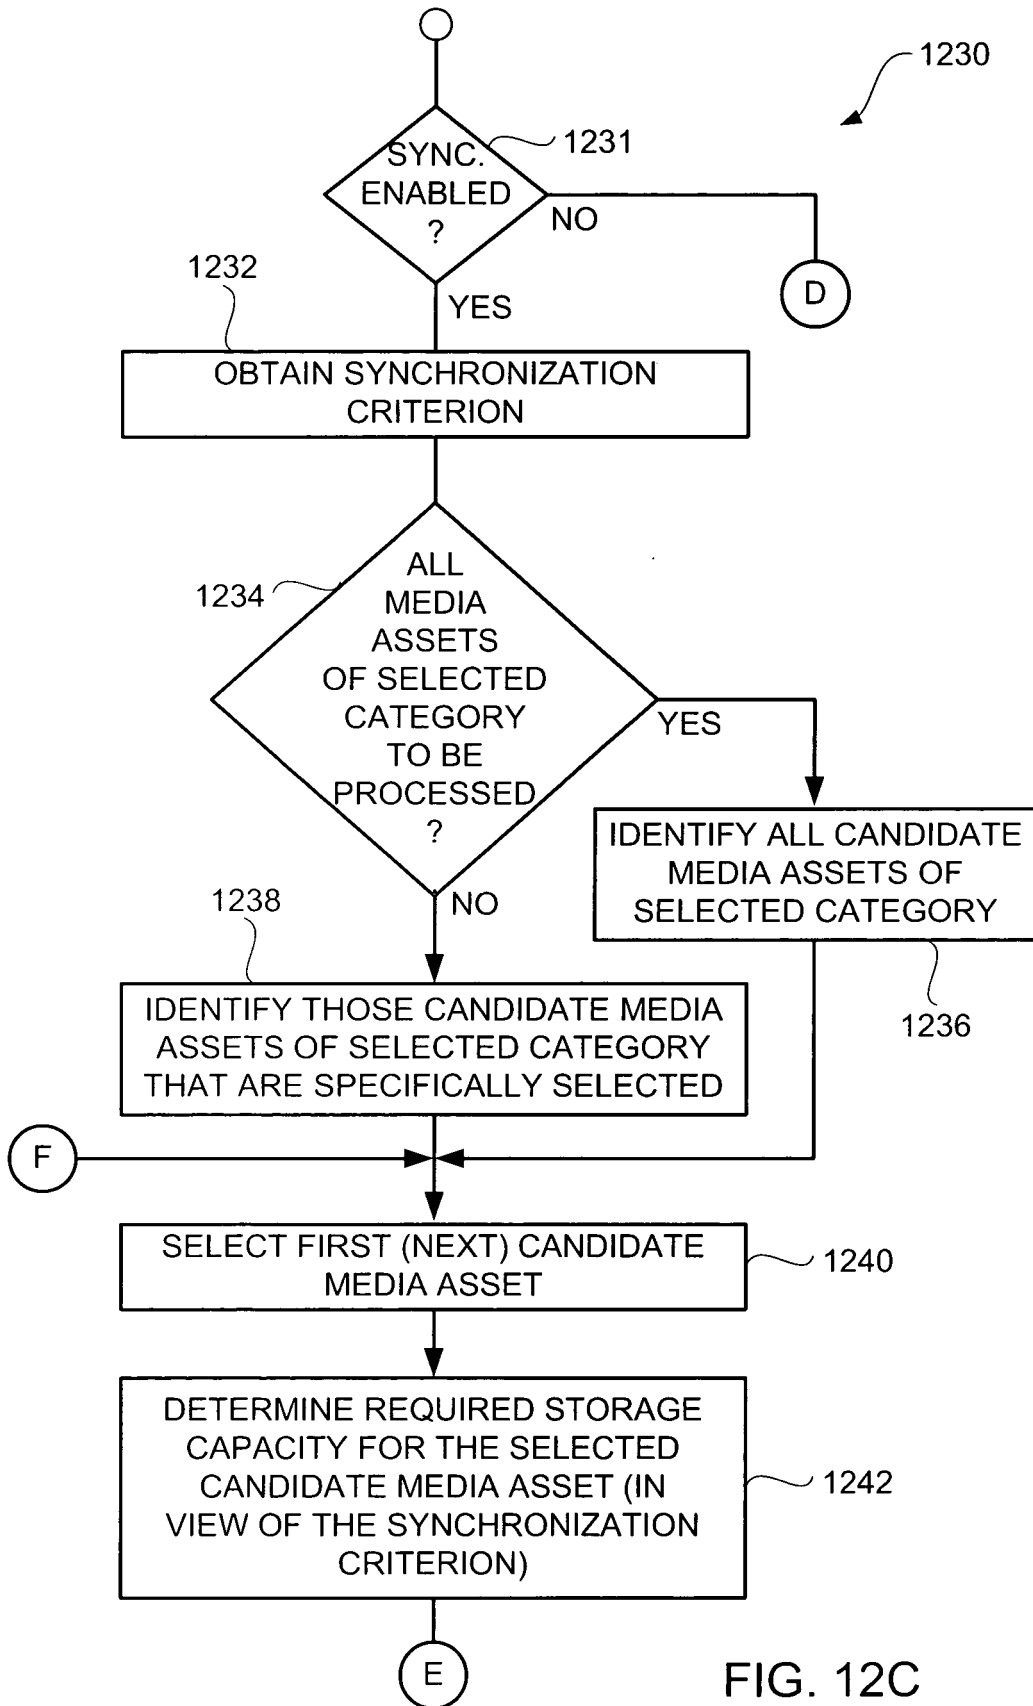 1230
1231
SYNC.
ENABLED
?
NO
D
1232
YES
OBTAIN SYNCHRONIZATION
CRITERION
1234
ALL
MEDIA
ASSETS
OF SELECTED
CATEGORY
TO BE
PROCESSED
?
YES
IDENTIFY ALL CANDIDATE
MEDIA ASSETS OF
SELECTED CATEGORY
1236
NO
1238
IDENTIFY THOSE CANDIDATE MEDIA
ASSETS OF SELECTED CATEGORY
THAT ARE SPECIFICALLY SELECTED
F
SELECT FIRST (NEXT) CANDIDATE
MEDIA ASSET
1240
DETERMINE REQUIRED STORAGE
CAPACITY FOR THE SELECTED
CANDIDATE MEDIA ASSET (IN
VIEW OF THE SYNCHRONIZATION
CRITERION)
1242
E
FIG. 12C